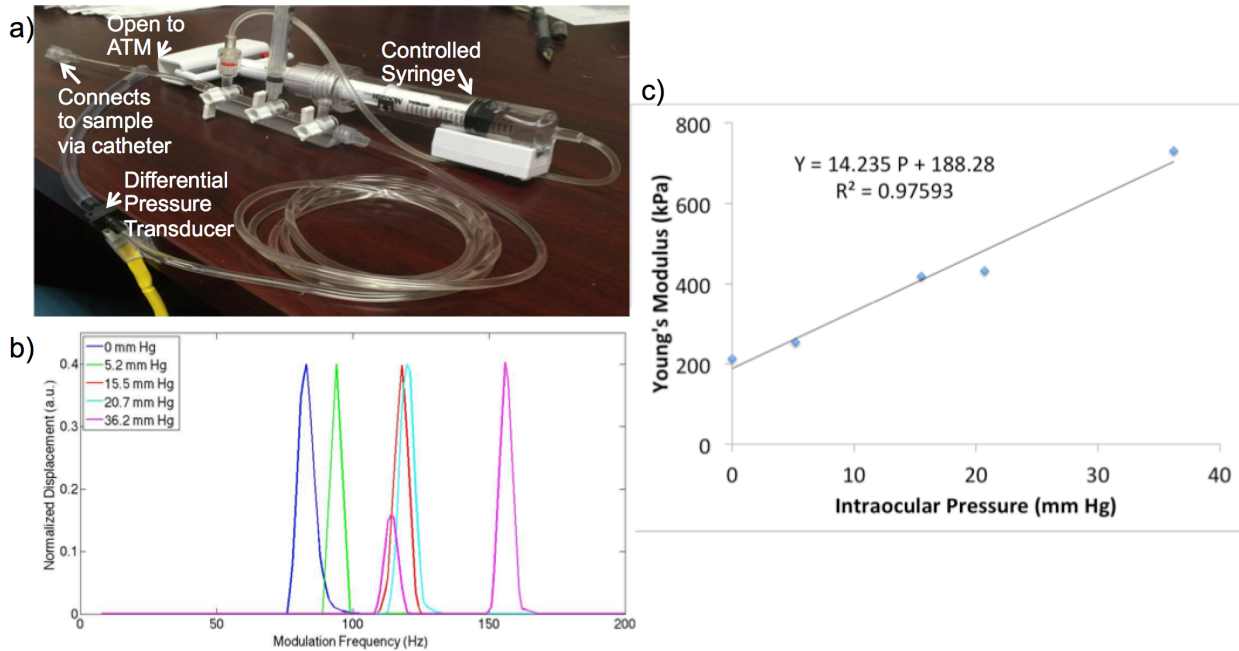 a)
Open to
ATM
Controlled
Syringe
Connects
to sample
via catheter
Differential
Pressure
Transducer
b)
0 mm Hg
5.2 mm Hg
15.5 mm Hg
20.7 mm Hg
36.2 mm Hg
Normalized Displacement (a.u.)
0.4
0.3
0.2
0.1
0
0 50 100 150 200
Modulation Frequency (Hz)
c)
Y = 14.235 P + 188.28
R² = 0.97593
Young's Modulus (kPa)
800
600
400
200
0
0 10 20 30 40
Intraocular Pressure (mm Hg)